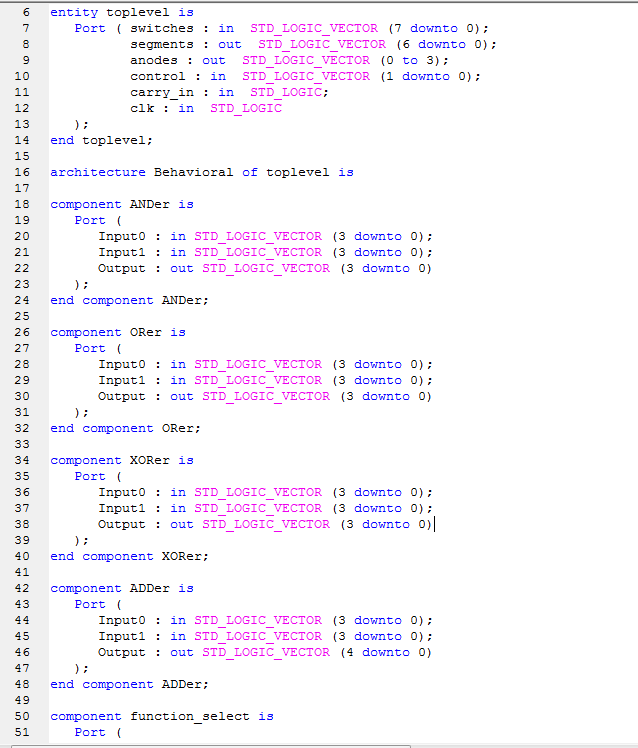 6 entity toplevel is
7    Port ( switches : in  STD_LOGIC_VECTOR (7 downto 0);
8           segments : out  STD_LOGIC_VECTOR (6 downto 0);
9           anodes : out  STD_LOGIC_VECTOR (0 to 3);
10           control : in  STD_LOGIC_VECTOR (1 downto 0);
11           carry_in : in  STD_LOGIC;
12           clk : in  STD_LOGIC
13    );
14 end toplevel;
15
16 architecture Behavioral of toplevel is
17
18 component ANDer is
19    Port (
20       Input0 : in STD_LOGIC_VECTOR (3 downto 0);
21       Input1 : in STD_LOGIC_VECTOR (3 downto 0);
22       Output : out STD_LOGIC_VECTOR (3 downto 0)
23    );
24 end component ANDer;
25
26 component ORer is
27    Port (
28       Input0 : in STD_LOGIC_VECTOR (3 downto 0);
29       Input1 : in STD_LOGIC_VECTOR (3 downto 0);
30       Output : out STD_LOGIC_VECTOR (3 downto 0)
31    );
32 end component ORer;
33
34 component XORer is
35    Port (
36       Input0 : in STD_LOGIC_VECTOR (3 downto 0);
37       Input1 : in STD_LOGIC_VECTOR (3 downto 0);
38       Output : out STD_LOGIC_VECTOR (3 downto 0)
39    );
40 end component XORer;
41
42 component ADDer is
43    Port (
44       Input0 : in STD_LOGIC_VECTOR (3 downto 0);
45       Input1 : in STD_LOGIC_VECTOR (3 downto 0);
46       Output : out STD_LOGIC_VECTOR (4 downto 0)
47    );
48 end component ADDer;
49
50 component function_select is
51    Port (